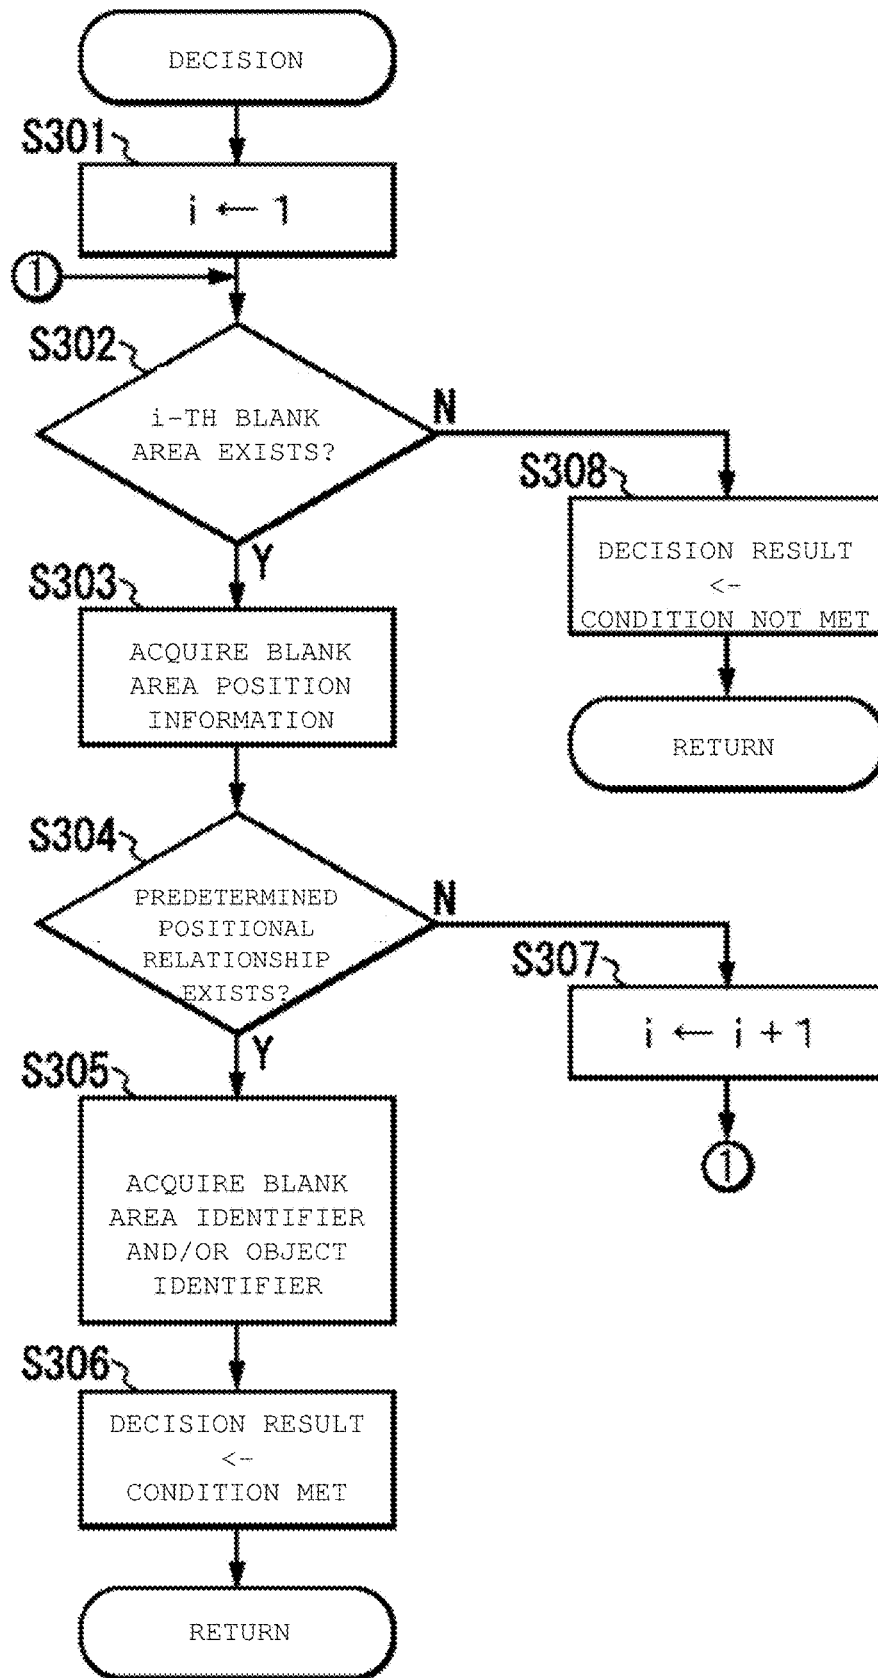 DECISION
S301
i ← 1
1
S302
i-TH BLANK
AREA EXISTS?
N
Y
S308
DECISION RESULT
<-
CONDITION NOT MET
RETURN
S303
ACQUIRE BLANK
AREA POSITION
INFORMATION
S304
PREDETERMINED
POSITIONAL
RELATIONSHIP
EXISTS?
N
Y
S307
i ← i + 1
1
S305
ACQUIRE BLANK
AREA IDENTIFIER
AND/OR OBJECT
IDENTIFIER
S306
DECISION RESULT
<-
CONDITION MET
RETURN